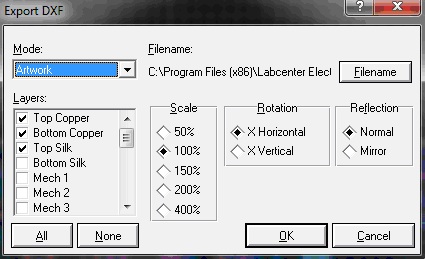 Export DXF
Mode:
Artwork
Filename:
C:\Program Files (x86)\Labcenter Elec
Filename
Layers:
Top Copper
Bottom Copper
Top Silk
Bottom Silk
Mech 1
Mech 2
Mech 3
All
None
Scale
50%
100%
150%
200%
400%
Rotation
X Horizontal
X Vertical
Reflection
Normal
Mirror
OK
Cancel